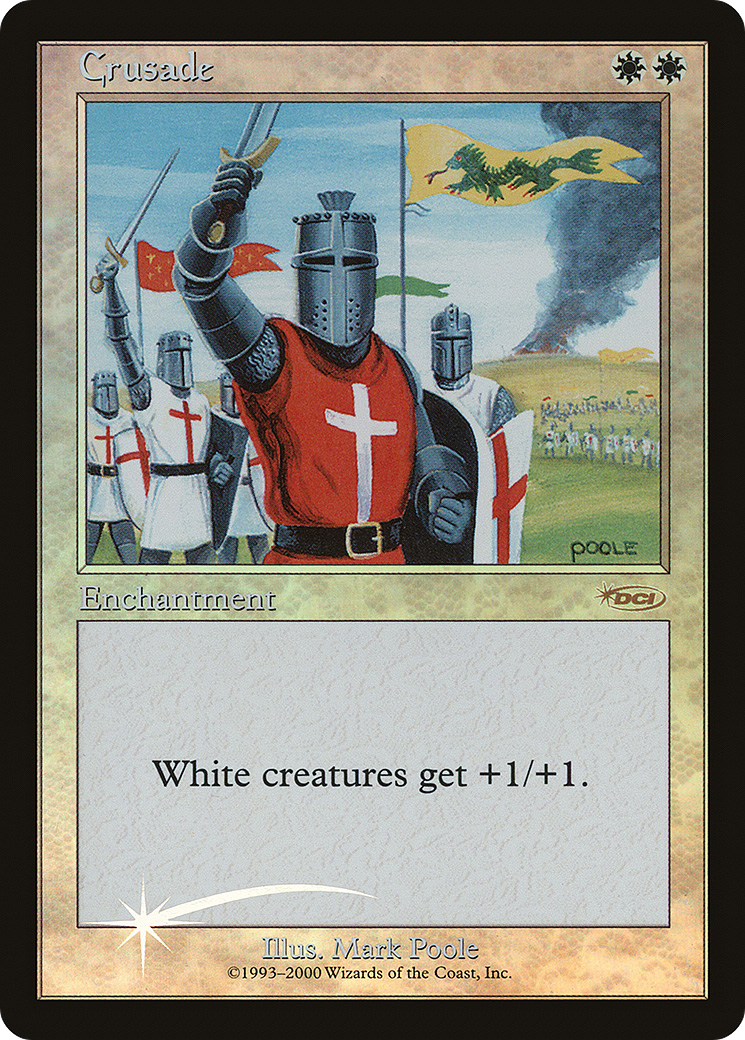 Crusade
POOLE
Enchantment
DCI
White creatures get +1/+1.
Illus. Mark Poole
©1993–2000 Wizards of the Coast, Inc.